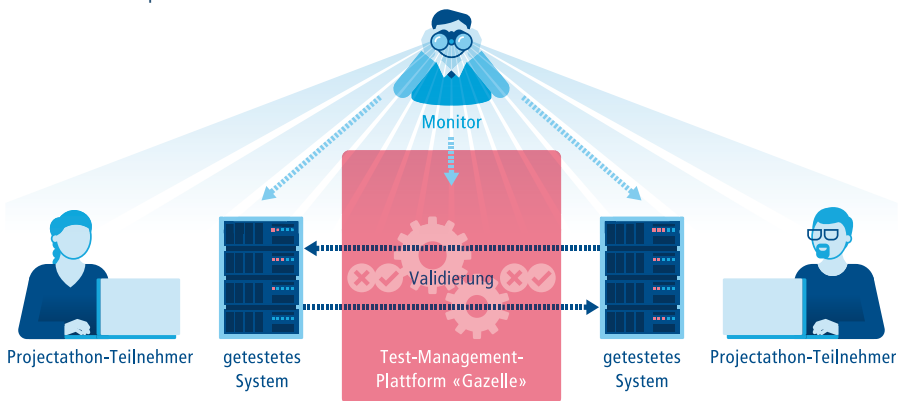 Monitor
Validierung
Projectathon-Teilnehmer
getestetes
System
Test-Management-
Plattform «Gazelle»
getestetes
System
Projectathon-Teilnehmer